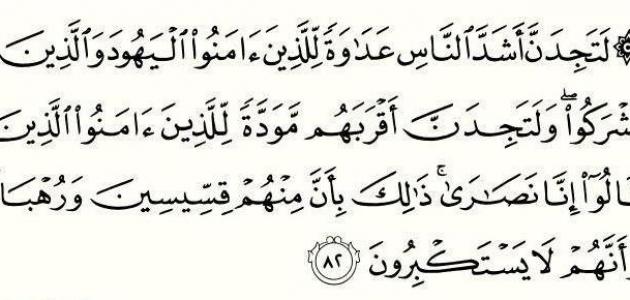 ۞ لَتَجِدَنَّ أَشَدَّ ٱلنَّاسِ عَدَٰوَةٗ لِّلَّذِينَ ءَامَنُواْ ٱلۡيَهُودَ وَٱلَّذِينَ
شۡرَكُواْۖ وَلَتَجِدَنَّ أَقۡرَبَهُم مَّوَدَّةٗ لِّلَّذِينَ ءَامَنُواْ ٱلَّذِينَ
الُوٓاْ إِنَّا نَصَٰرَىٰۚ ذَٰلِكَ بِأَنَّ مِنۡهُمۡ قِسِّيسِينَ وَرُهۡبَا
أَنَّهُمۡ لَا يَسۡتَكۡبِرُونَ ٨٢